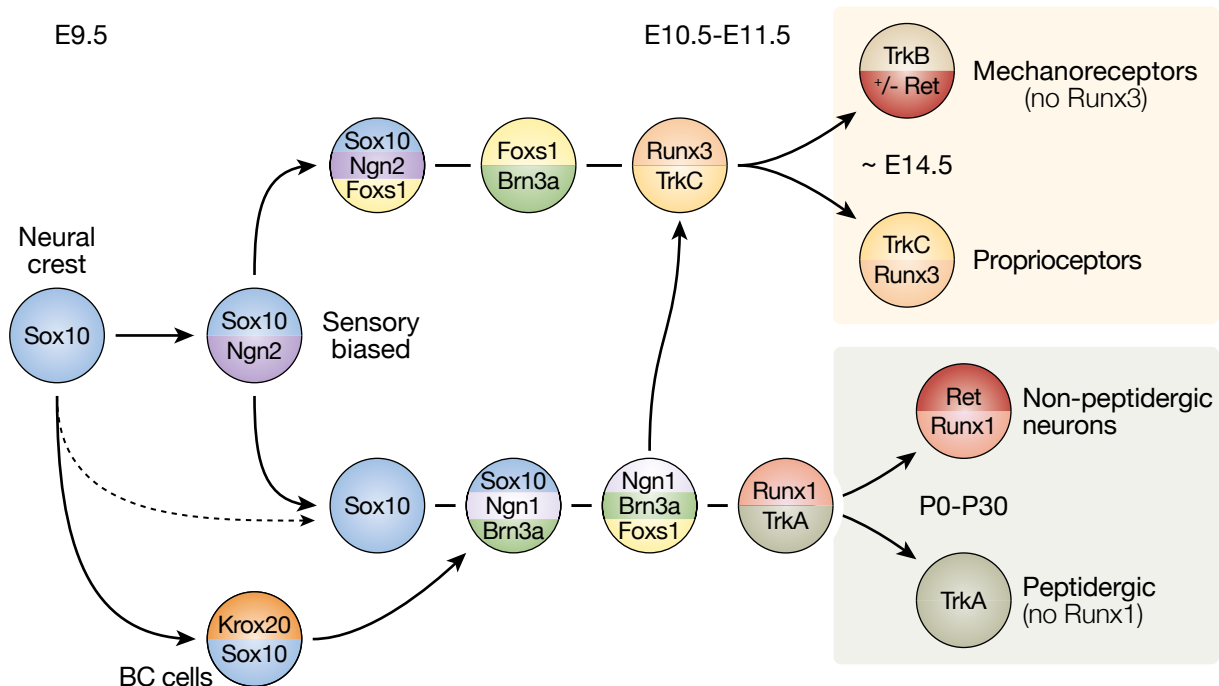 E9.5
E10.5-E11.5
TrkB
+/- Ret
Mechanoreceptors
(no Runx3)
Sox10
Ngn2
Foxs1
Foxs1
Brn3a
Runx3
TrkC
~ E14.5
TrkC
Runx3
Proprioceptors
Neural
crest
Sox10
Sox10
Ngn2
Sensory
biased
Ret
Runx1
Non-peptidergic
neurons
Sox10
Sox10
Ngn1
Brn3a
Ngn1
Brn3a
Foxs1
Runx1
TrkA
P0-P30
TrkA
Peptidergic
(no Runx1)
Krox20
Sox10
BC cells